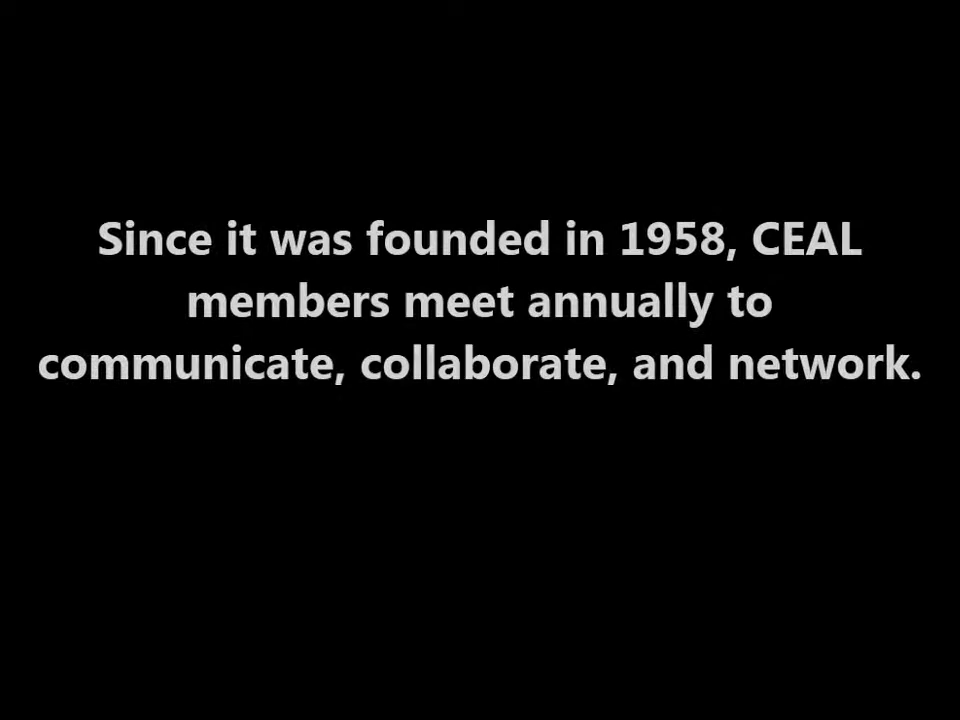 Since it was founded in 1958, CEAL
members meet annually to
communicate, collaborate, and network.